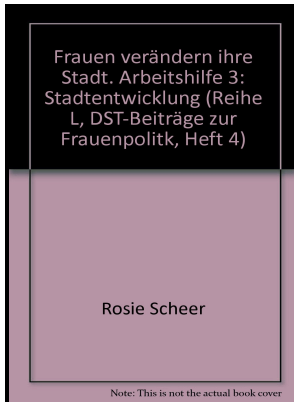 Frauen verändern ihre
Stadt. Arbeitshilfe 3:
Stadtentwicklung (Reihe
L, DST-Beiträge zur
Frauenpolitk, Heft 4)
Rosie Scheer
Note: This is not the actual book cover